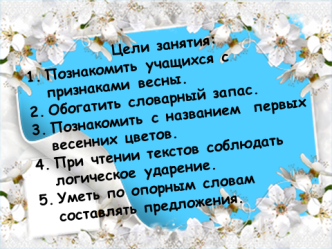 Цели занятия:
1. Познакомить учащихся с
признаками весны.
2. Обогатить словарный запас.
3. Познакомить с названием первых
весенних цветов.
4. При чтении текстов соблюдать
логическое ударение.
5. Уметь по опорным словам
составлять предложения.